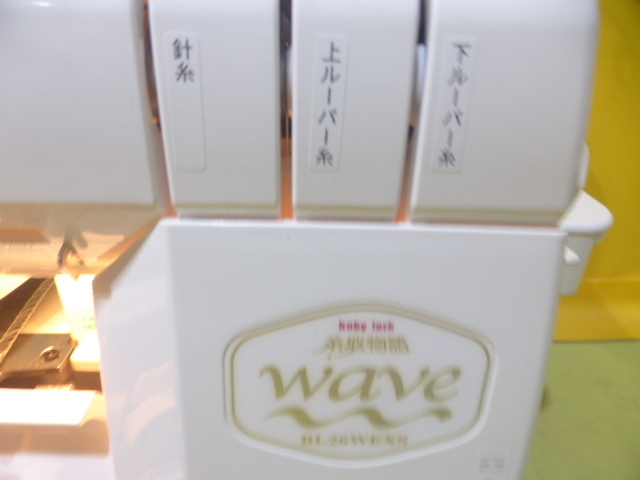 針糸
上ルーパー糸
下ルーパー糸
baby lock
糸取物語
wave